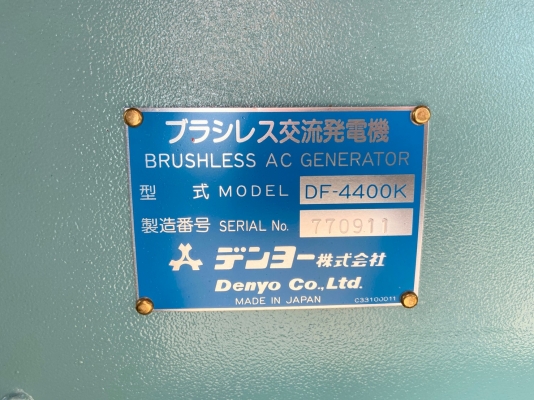 ブラシレス交流発電機
BRUSHLESS AC GENERATOR
型 式 MODEL DF-4400K
製造番号 SERIAL No. 770911
デンヨー株式会社
Denyo Co.,Ltd.
MADE IN JAPAN C33100011